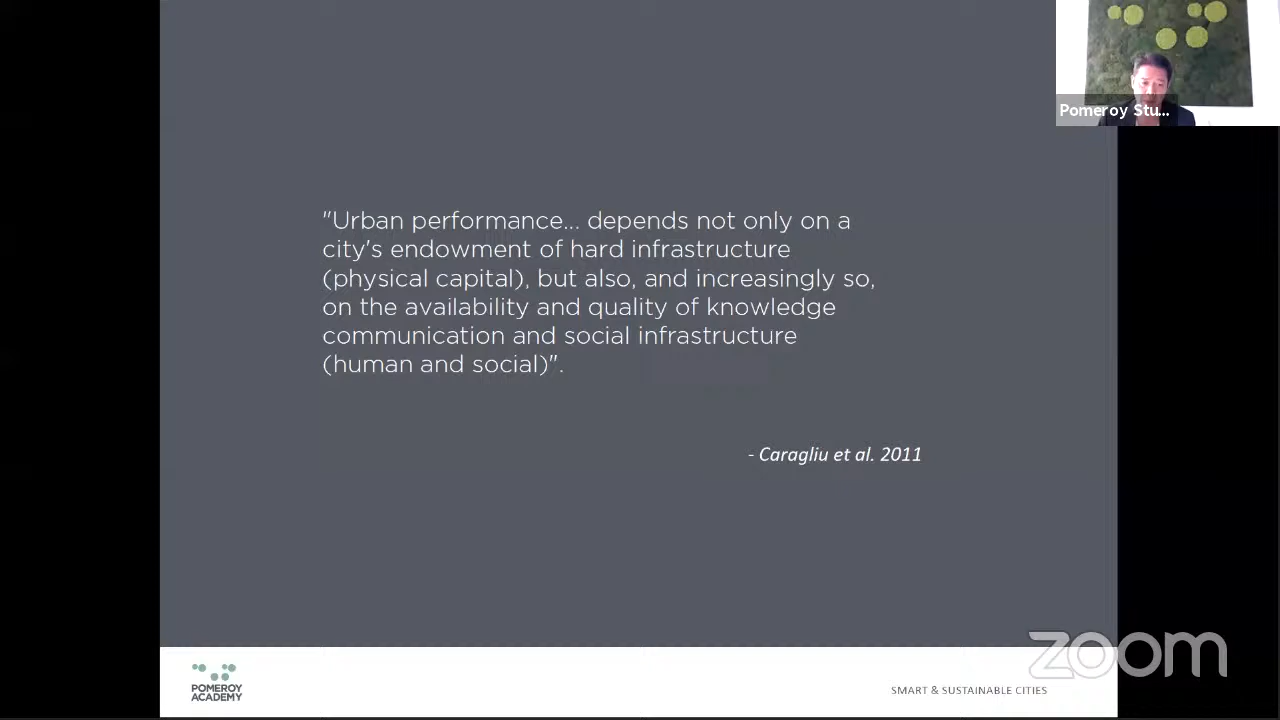 Pomeroy Stu...
"Urban performance... depends not only on a
city's endowment of hard infrastructure
(physical capital), but also, and increasingly so,
on the availability and quality of knowledge
communication and social infrastructure
(human and social)".
- Caragliu et al. 2011
POMEROY
ACADEMY
SMART & SUSTAINABLE CITIES
zoom